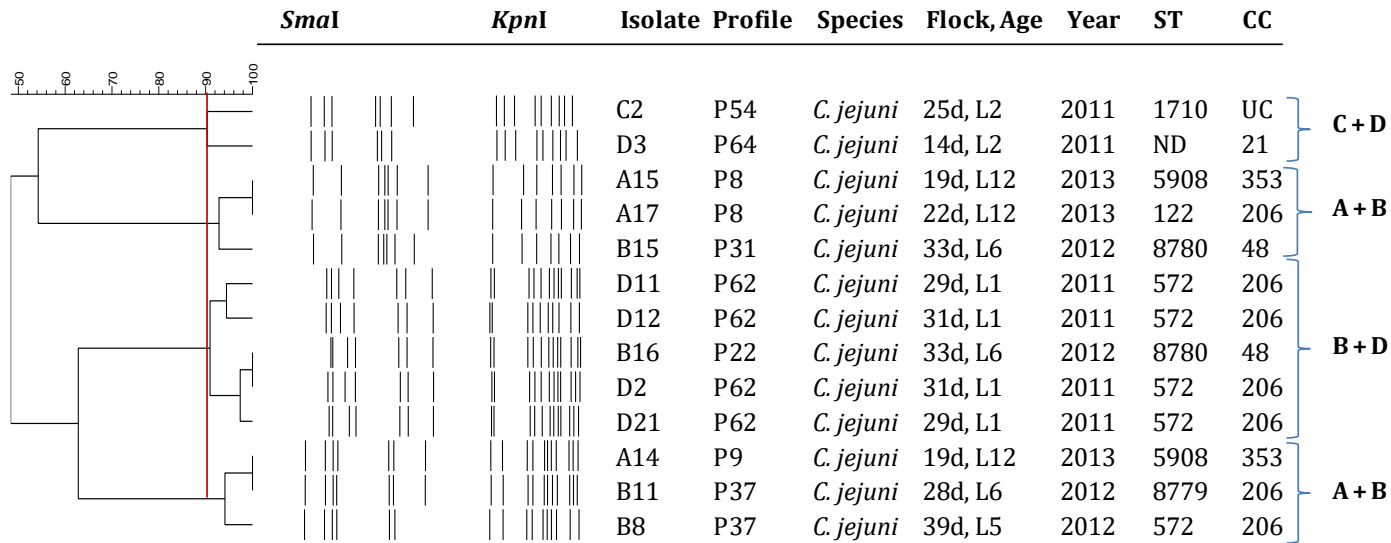 SmaI KpnI Isolate Profile Species Flock, Age Year ST CC
50 60 70 80 90 100
C2 P54 C. jejuni 25d, L2 2011 1710 UC
D3 P64 C. jejuni 14d, L2 2011 ND 21
C + D
A15 P8 C. jejuni 19d, L12 2013 5908 353
A17 P8 C. jejuni 22d, L12 2013 122 206
B15 P31 C. jejuni 33d, L6 2012 8780 48
A + B
D11 P62 C. jejuni 29d, L1 2011 572 206
D12 P62 C. jejuni 31d, L1 2011 572 206
B16 P22 C. jejuni 33d, L6 2012 8780 48
D2 P62 C. jejuni 31d, L1 2011 572 206
D21 P62 C. jejuni 29d, L1 2011 572 206
B + D
A14 P9 C. jejuni 19d, L12 2013 5908 353
B11 P37 C. jejuni 28d, L6 2012 8779 206
B8 P37 C. jejuni 39d, L5 2012 572 206
A + B